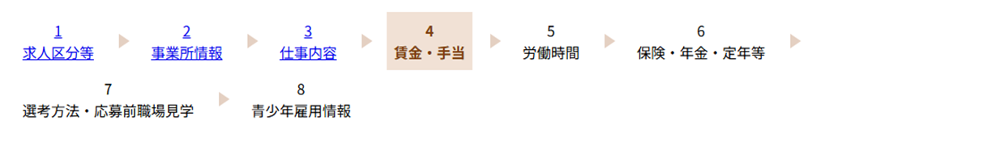 1 2 3 4 5 6
求人区分等 事業所情報 仕事内容 賃金・手当 労働時間 保険・年金・定年等
7 8
選考方法・応募前職場見学 青少年雇用情報